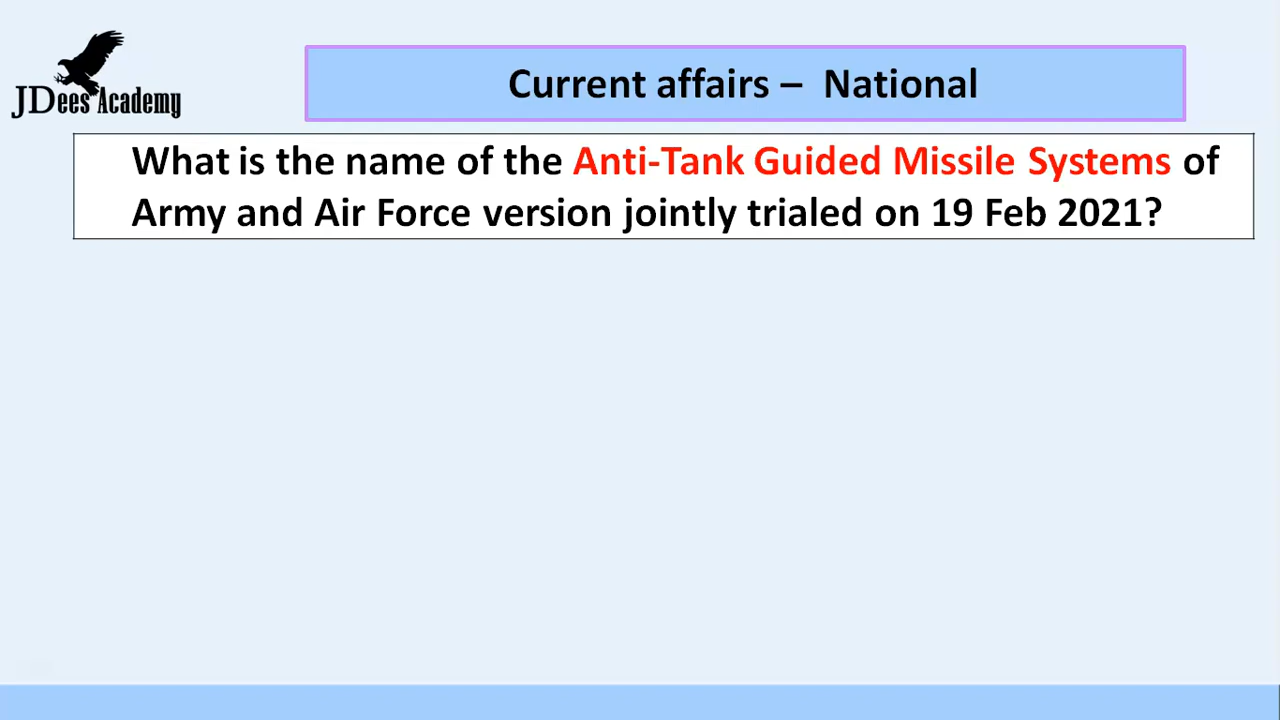 JDees Academy
Current affairs – National
What is the name of the Anti-Tank Guided Missile Systems of
Army and Air Force version jointly trialed on 19 Feb 2021?